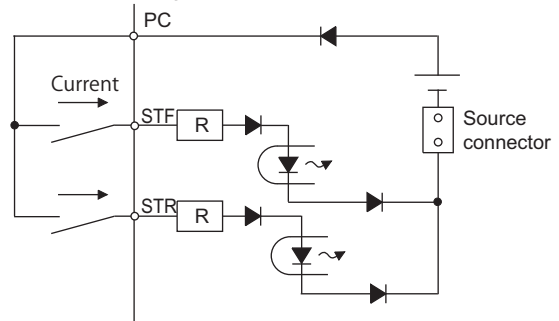 PC
Current
STF
R
Source
connector
STR
R